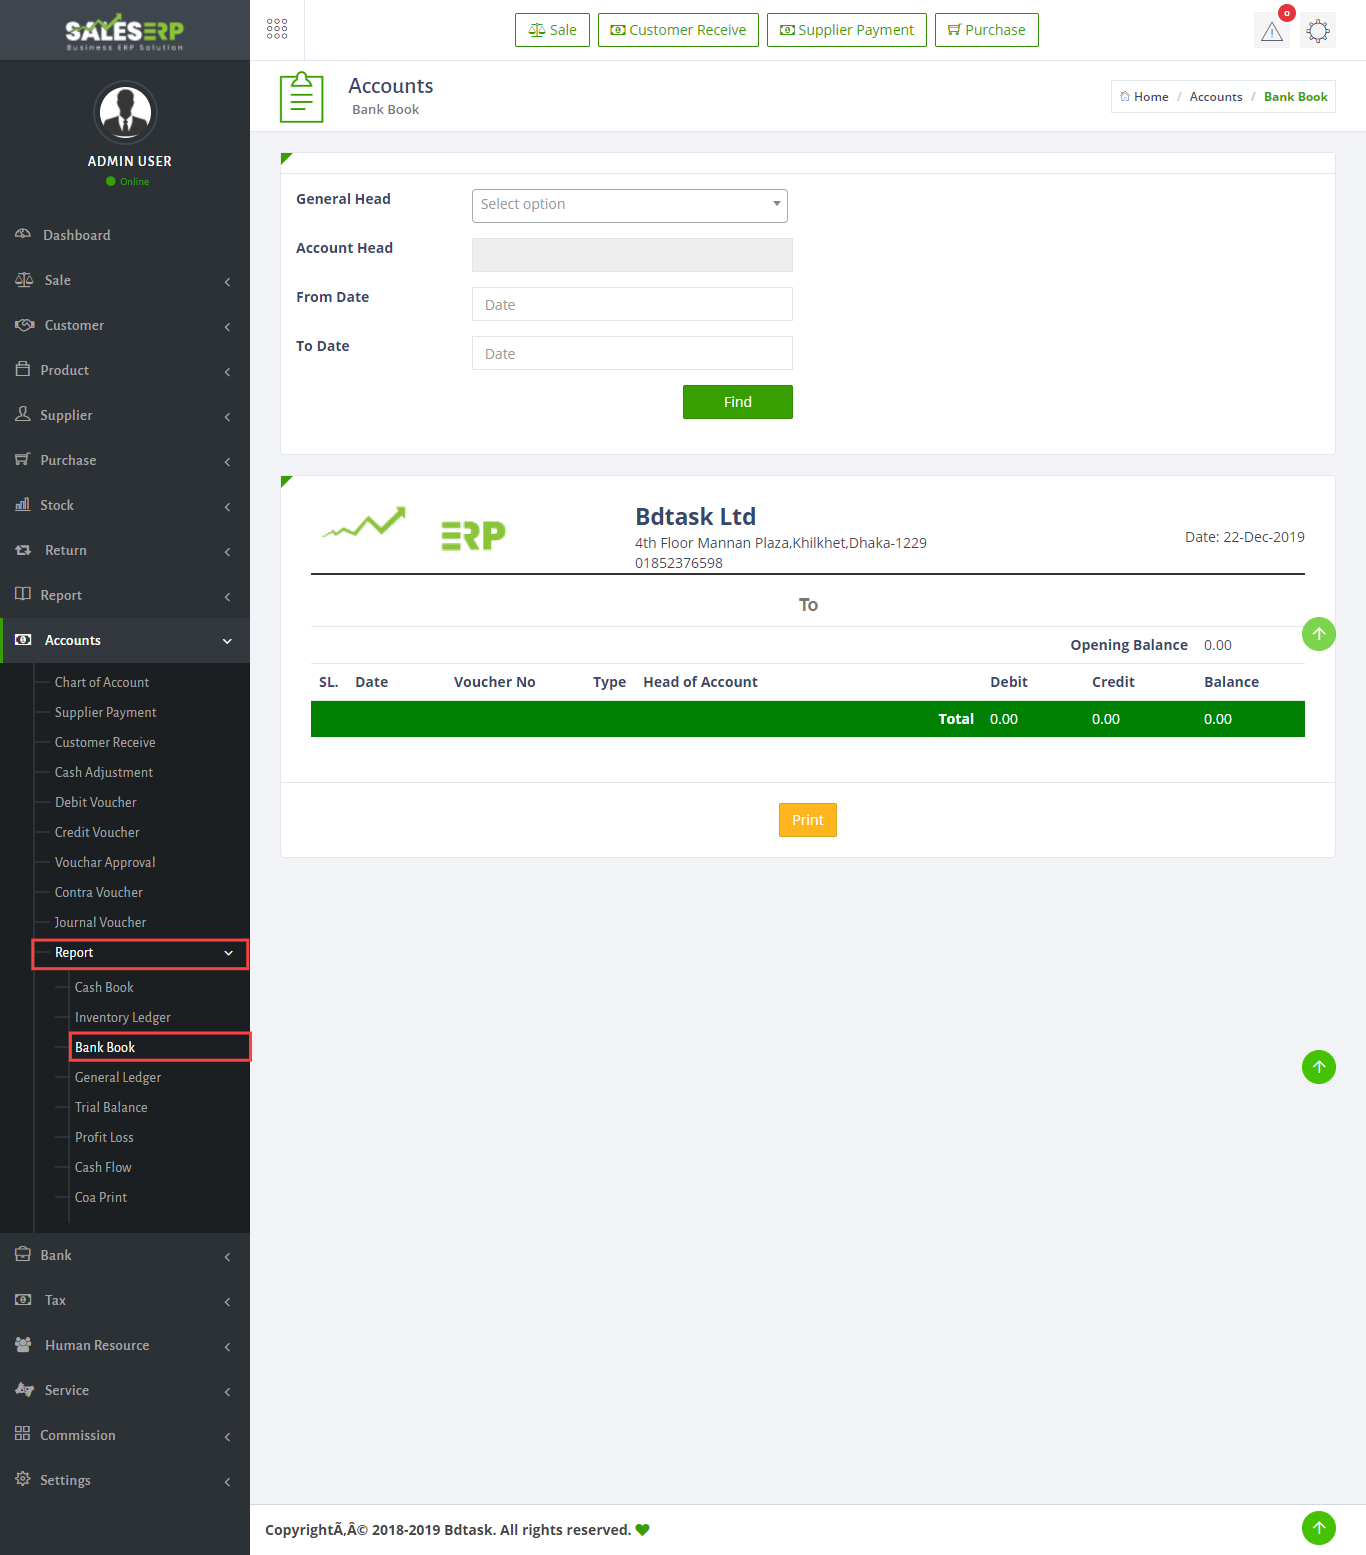 SALESERP
Business ERP Solution
Sale
Customer Receive
Supplier Payment
Purchase
0
Accounts
Bank Book
Home / Accounts / Bank Book
ADMIN USER
Online
Dashboard
Sale
Customer
Product
Supplier
Purchase
Stock
Return
Report
Accounts
Chart of Account
Supplier Payment
Customer Receive
Cash Adjustment
Debit Voucher
Credit Voucher
Vouchar Approval
Contra Voucher
Journal Voucher
Report
Cash Book
Inventory Ledger
Bank Book
General Ledger
Trial Balance
Profit Loss
Cash Flow
Coa Print
Bank
Tax
Human Resource
Service
Commission
Settings
General Head
Select option
Account Head
From Date
Date
To Date
Date
Find
ERP
Bdtask Ltd
4th Floor Mannan Plaza,Khilkhet,Dhaka-1229
01852376598
Date: 22-Dec-2019
To
Opening Balance 0.00
SL. Date Voucher No Type Head of Account Debit Credit Balance
Total 0.00 0.00 0.00
Print
CopyrightÃ‚Â© 2018-2019 Bdtask. All rights reserved.